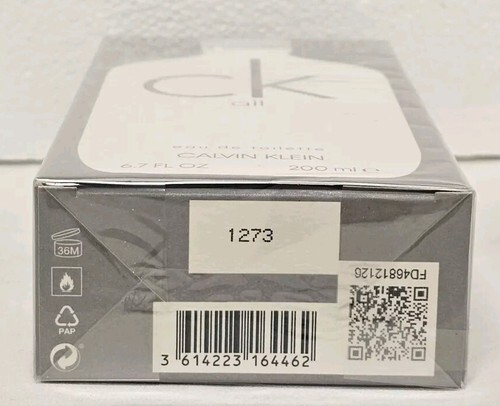 ck
all
eau de toilette
CALVIN KLEIN
6.7 FL OZ 200 ml e
1273
36M
FD46812126
PAP
3 614223 164462